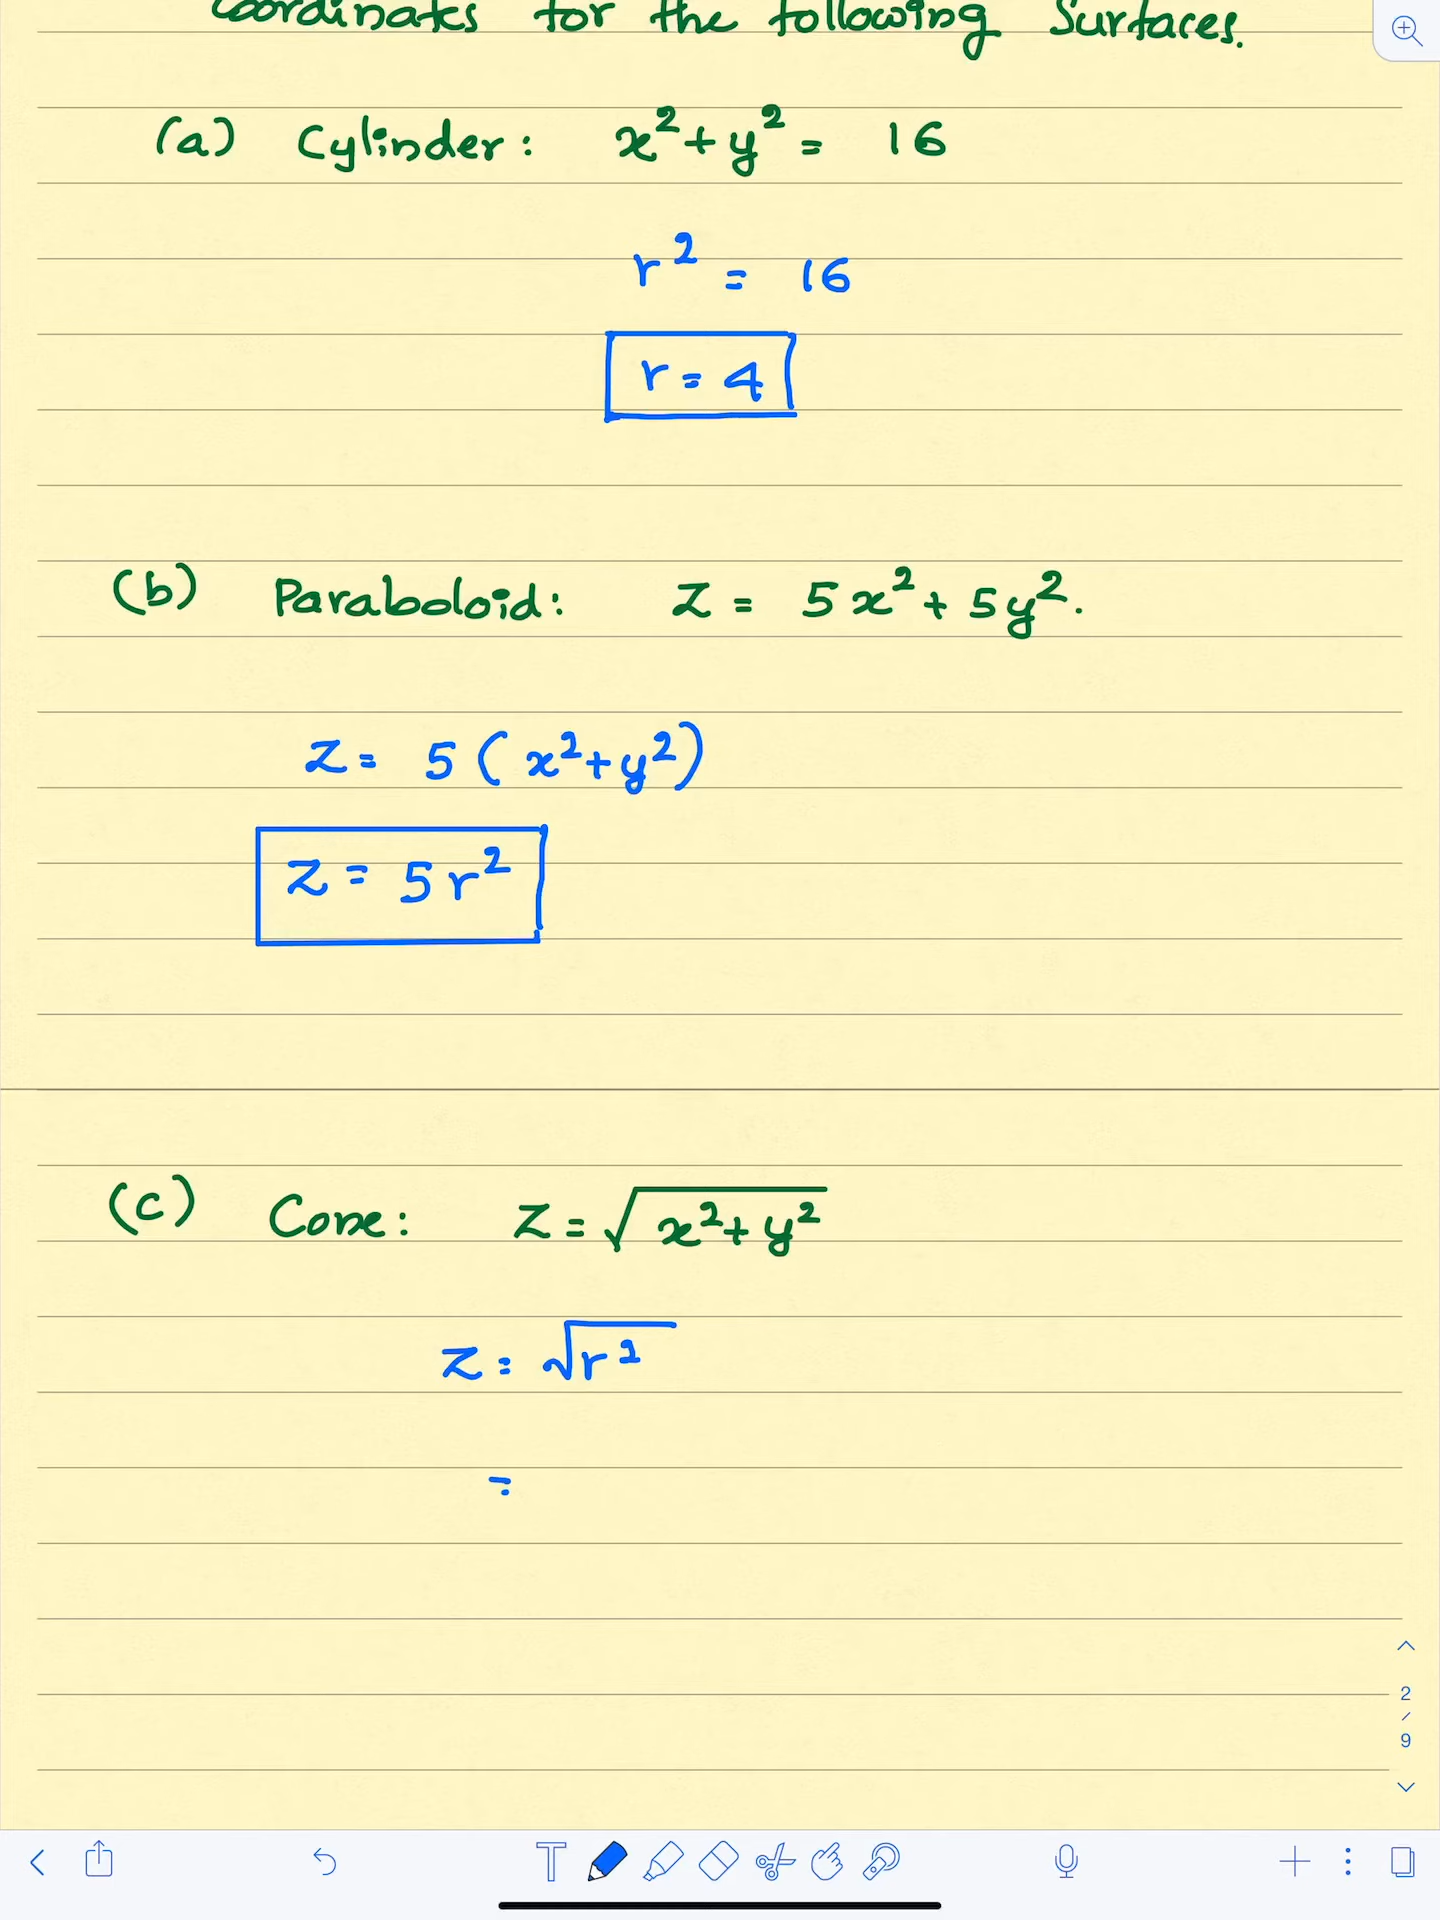 Coordinates for the following Surfaces.
(a) Cylinder: x² + y² = 16
r² = 16
r = 4
(b) Paraboloid: z = 5x² + 5y².
z = 5(x² + y²)
z = 5r²
(c) Cone: z = √(x² + y²)
z = √r²
=
2
/
9
T